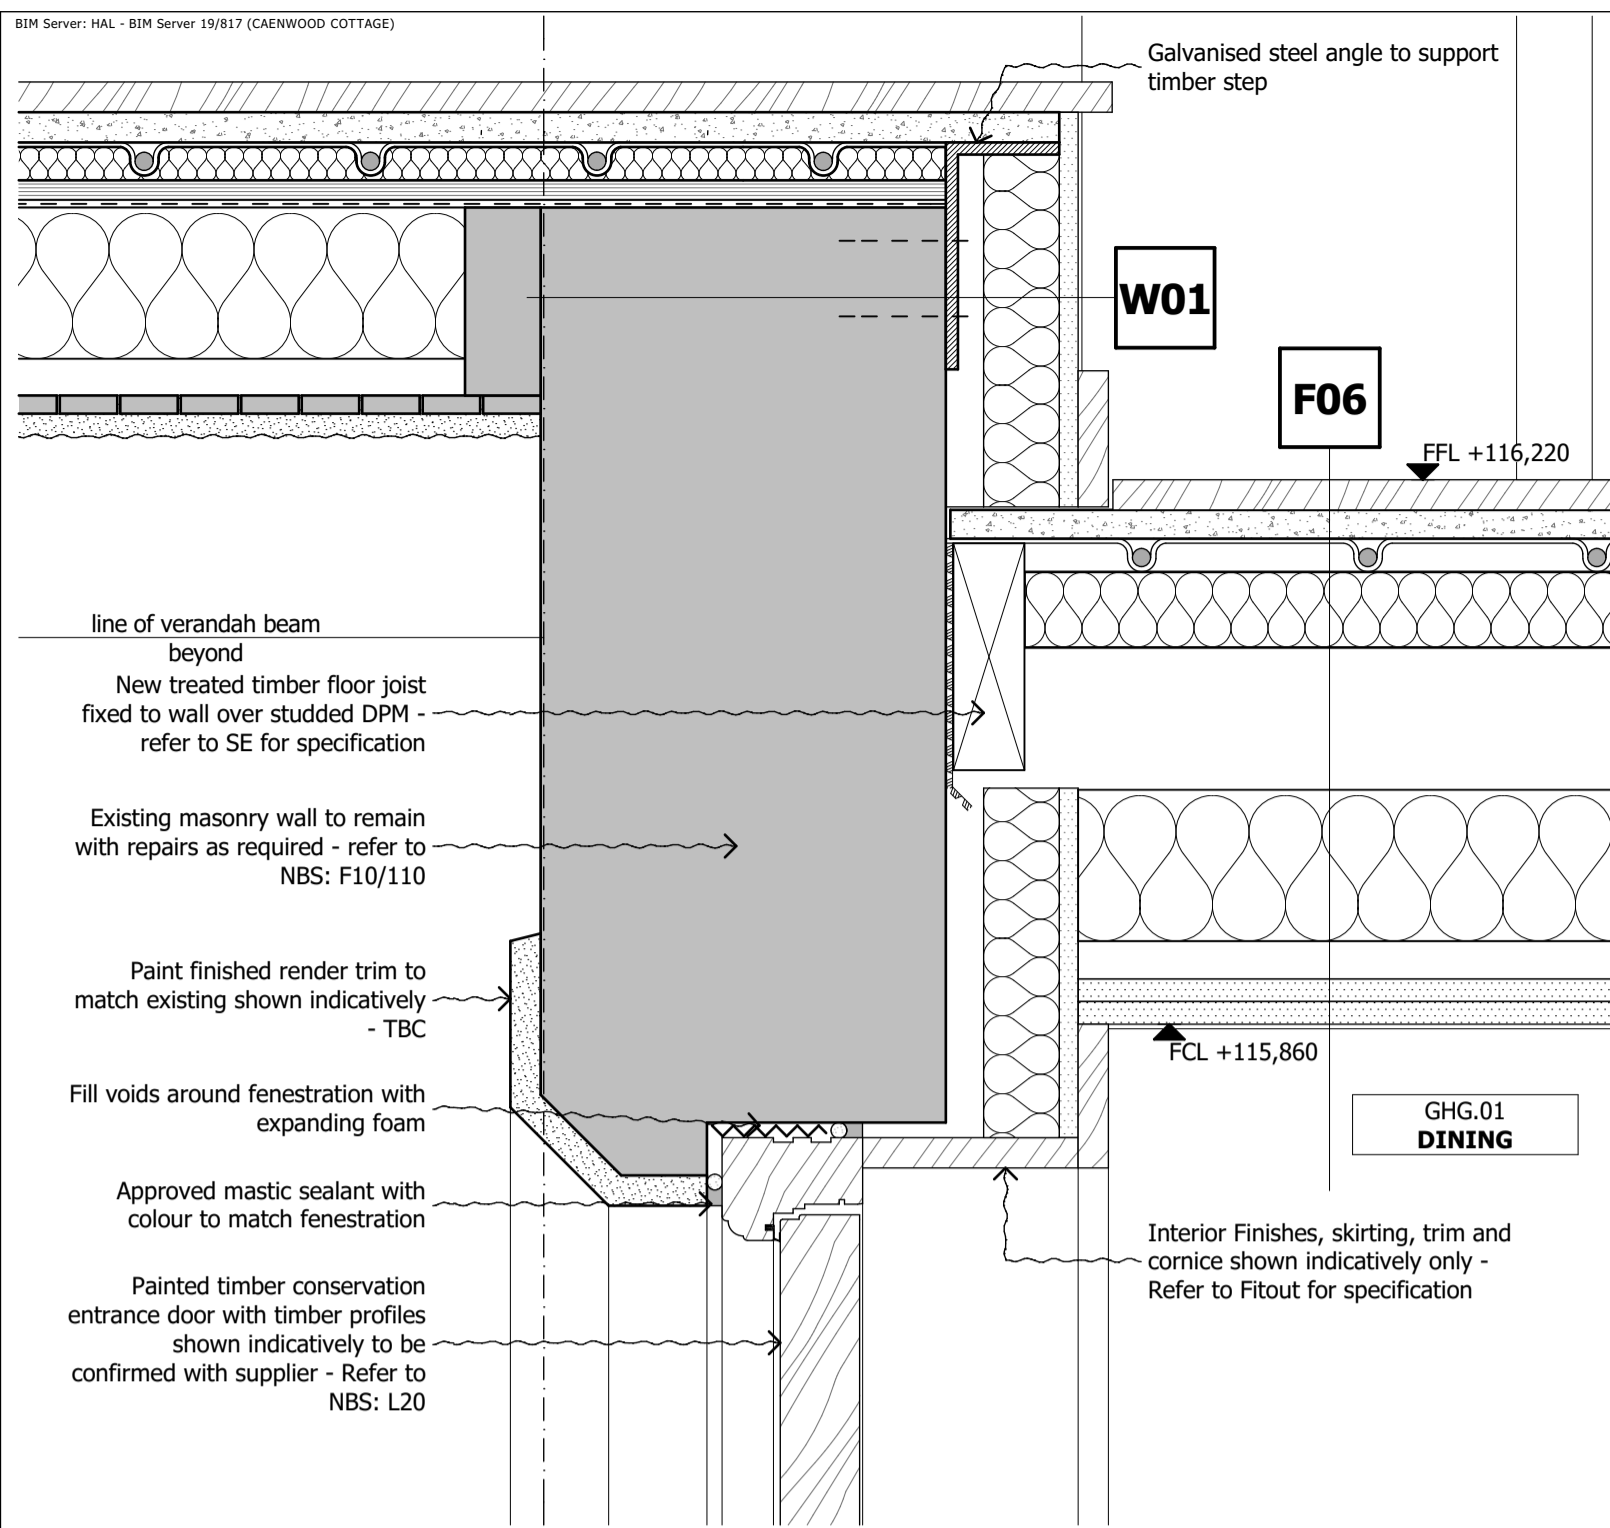 BIM Server: HAL - BIM Server 19/817 (CAENWOOD COTTAGE)
Galvanised steel angle to support
timber step
W01
F06
FFL +116,220
line of verandah beam
beyond
New treated timber floor joist
fixed to wall over studded DPM -
refer to SE for specification
Existing masonry wall to remain
with repairs as required - refer to
NBS: F10/110
Paint finished render trim to
match existing shown indicatively
- TBC
FCL +115,860
Fill voids around fenestration with
expanding foam
GHG.01
DINING
Approved mastic sealant with
colour to match fenestration
Interior Finishes, skirting, trim and
cornice shown indicatively only -
Refer to Fitout for specification
Painted timber conservation
entrance door with timber profiles
shown indicatively to be
confirmed with supplier - Refer to
NBS: L20